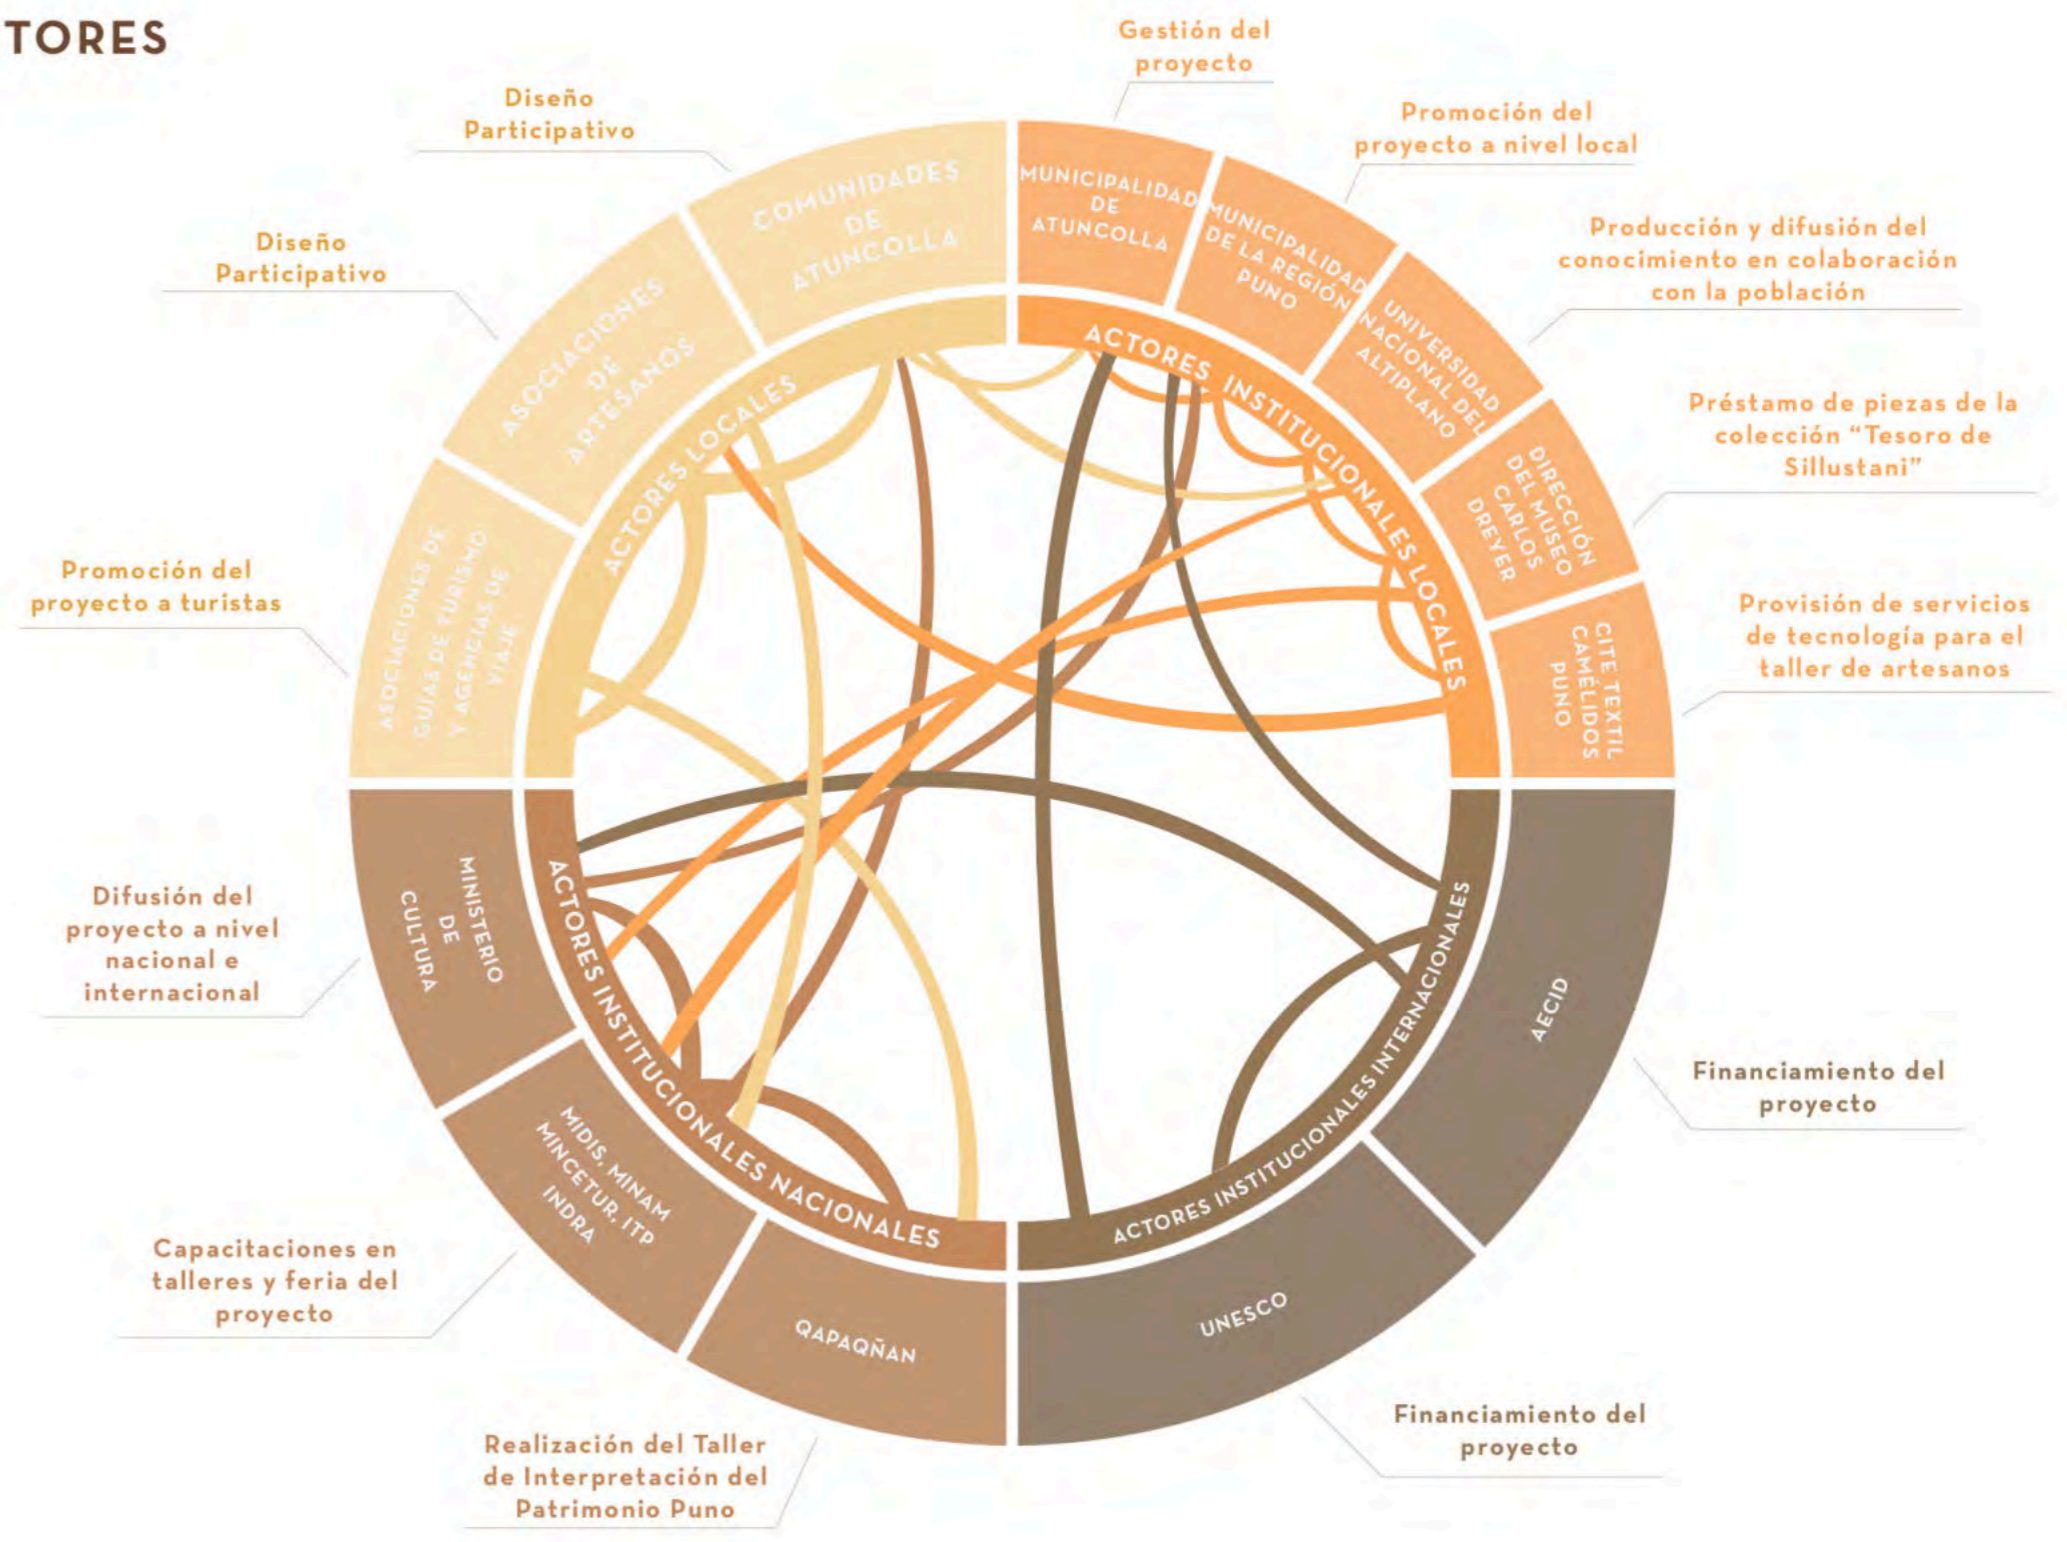 TORES
Gestión del
proyecto
Promoción del
proyecto a nivel local
Producción y difusión del
conocimiento en colaboración
con la población
Préstamo de piezas de la
colección “Tesoro de
Sillustani”
Provisión de servicios
de tecnología para el
taller de artesanos
Financiamiento del
proyecto
Financiamiento del
proyecto
Realización del Taller
de Interpretación del
Patrimonio Puno
Capacitaciones en
talleres y feria del
proyecto
Difusión del
proyecto a nivel
nacional e
internacional
Promoción del
proyecto a turistas
Diseño
Participativo
Diseño
Participativo
MUNICIPALIDAD
DE
ATUNCOLLA
MUNICIPALIDAD
DE LA REGIÓN
PUNO
UNIVERSIDAD
NACIONAL DEL
ALTIPLANO
DIRECCIÓN
DEL MUSEO
CARLOS
DREYER
CITE TEXTIL
CAMÉLIDOS
PUNO
AECID
UNESCO
QAPAQÑAN
MIDIS, MINAM
MINCETUR, ITP
INDRA
MINISTERIO
DE
CULTURA
ASOCIACIONES DE
GUIAS DE TURISMO
Y AGENCIAS DE
VIAJE
ASOCIACIONES
DE
ARTESANOS
COMUNIDADES
DE
ATUNCOLLA
ACTORES INSTITUCIONALES LOCALES
ACTORES INSTITUCIONALES INTERNACIONALES
ACTORES INSTITUCIONALES NACIONALES
ACTORES LOCALES